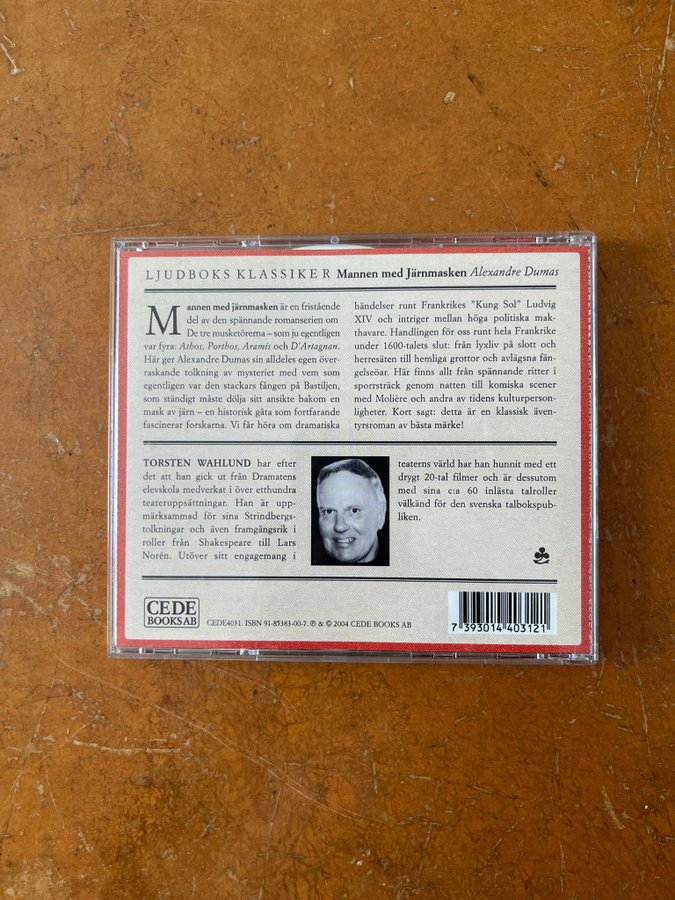 LJUDBOKS KLASSIKER Mannen med Järnmasken Alexandre Dumas
Mannen med järnmasken är en fristående
del av den spännande romanserien om
De tre musketörerna – som ju egentligen
var fyra: Athos, Porthos, Aramis och D'Artagnan.
Här ger Alexandre Dumas sin alldeles egen över-
raskande tolkning av mysteriet med vem som
egentligen var den stackars fången på Bastiljen,
som ständigt måste dölja sitt ansikte bakom en
mask av järn – en historisk gåta som fortfarande
fascinerar forskarna. Vi får höra om dramatiska
händelser runt Frankrikes "Kung Sol" Ludvig
XIV och intriger mellan höga politiska mak-
thavare. Handlingen för oss runt hela Frankrike
under 1600-talets slut: från lyxliv på slott och
herresäten till hemliga grottor och avlägsna fän-
gelseöar. Här finns allt från spännande ritter i
sporrsträck genom natten till komiska scener
med Molière och andra av tidens kulturperson-
ligheter. Kort sagt: detta är en klassisk även-
tyrsroman av bästa märke!
TORSTEN WAHLUND har efter
det att han gick ut från Dramatens
elevskola medverkat i över etthundra
teateruppsättningar. Han är upp-
märksammad för sina Strindbergs-
tolkningar och även framgångsrik i
roller från Shakespeare till Lars
Norén. Utöver sitt engagemang i
teaterns värld har han hunnit med ett
drygt 20-tal filmer och är dessutom
med sina c:a 60 inlästa talroller
välkänd för den svenska talbokspub-
liken.
CEDE
BOOKS AB
CEDE4031. ISBN 91-85383-00-7. ℗ & © 2004 CEDE BOOKS AB
7 393014 403121